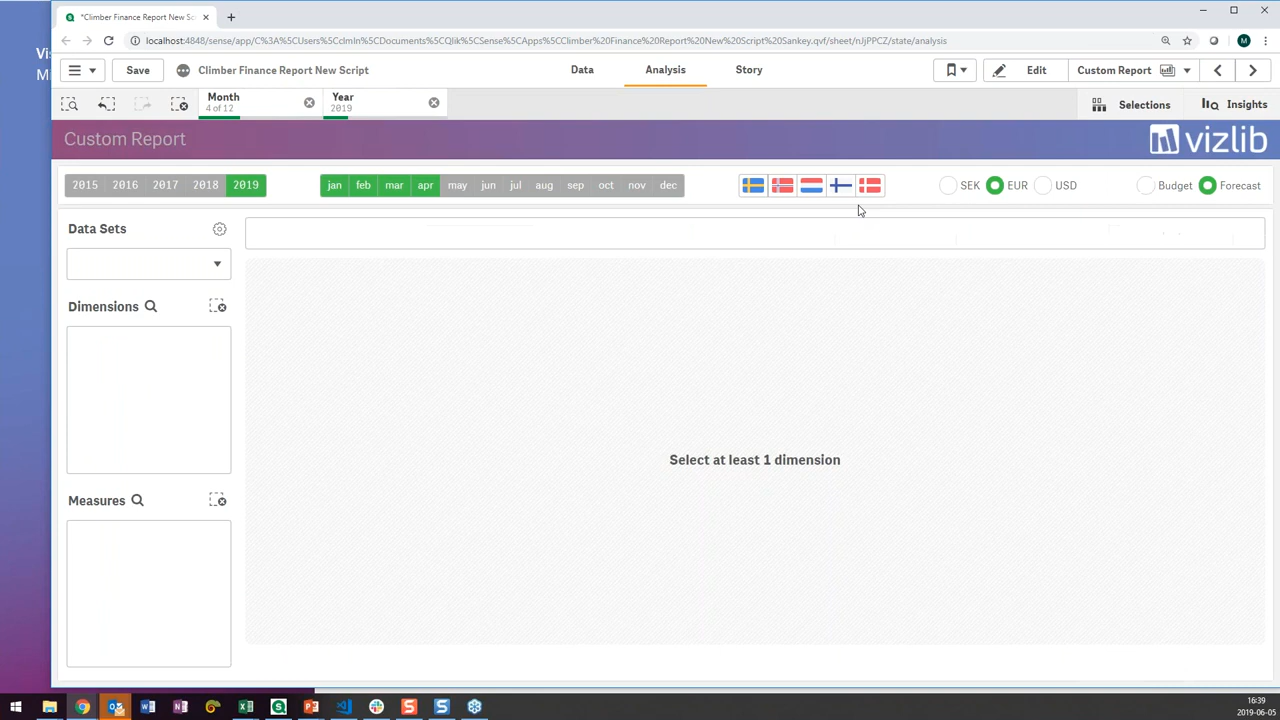 *Climber Finance Report New Sc
Vi
Mi
localhost:4848/sense/app/C%3A%5CUsers%5Cclmln%5CDocuments%5CQlik%5CSense%5CApps%5CClimber%20Finance%20Report%20New%20Script%20Sankey.qvf/sheet/nJjPPCZ/state/analysis
M
Save
Climber Finance Report New Script
Data
Analysis
Story
Edit
Custom Report
Month
4 of 12
Year
2019
Selections
Insights
Custom Report
vizlib
2015 2016 2017 2018 2019
jan feb mar apr may jun jul aug sep oct nov dec
SEK EUR USD
Budget Forecast
Data Sets
Dimensions
Select at least 1 dimension
Measures
16:39
2019-06-05